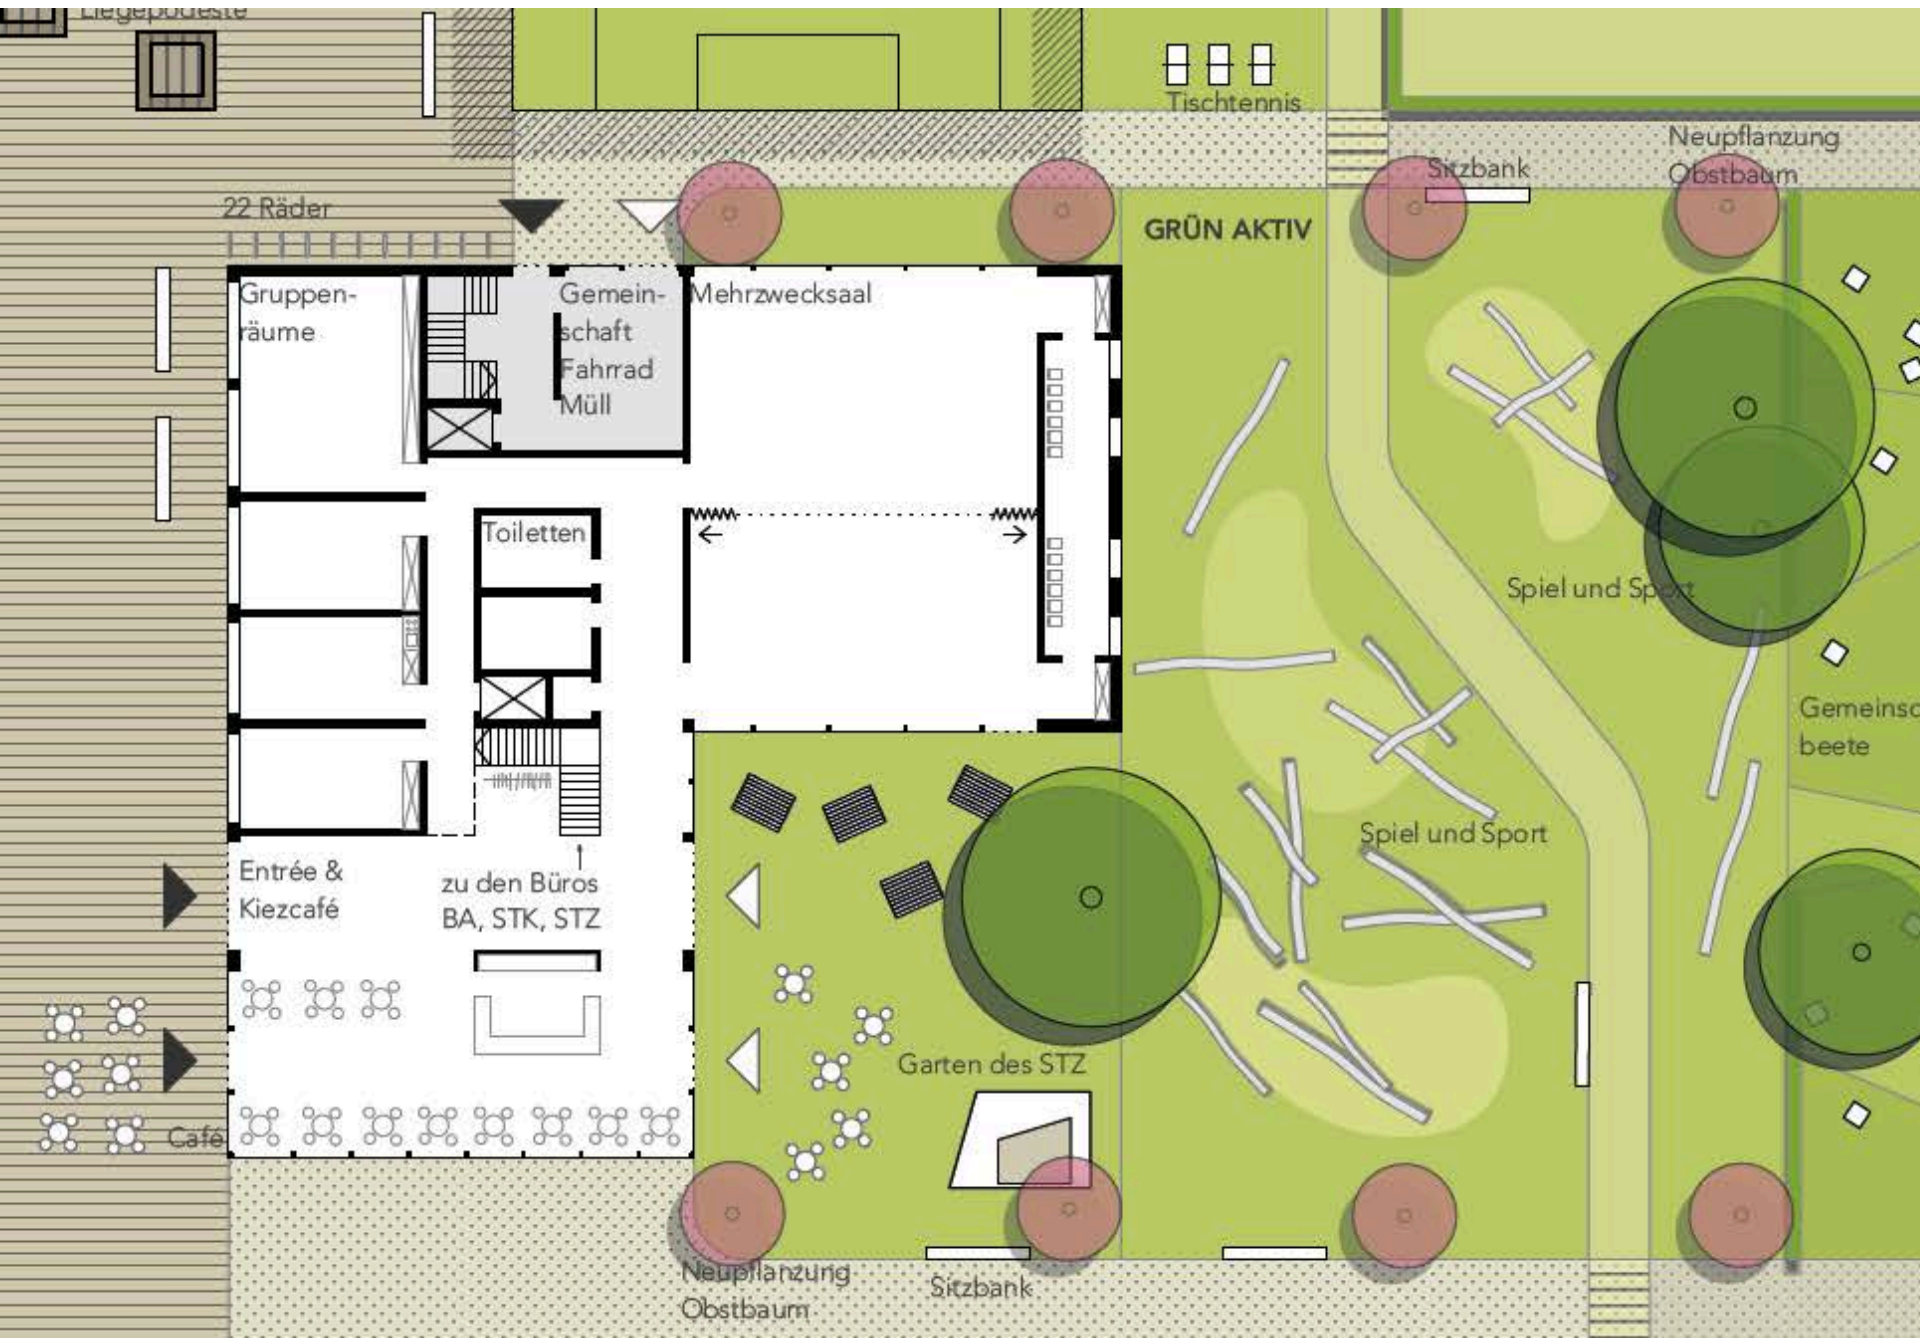 Liegepodeste
Tischtennis
Neupflanzung
Obstbaum
Sitzbank
22 Räder
GRÜN AKTIV
Gruppen-
räume
Gemein-
schaft
Fahrrad
Müll
Mehrzwecksaal
Toiletten
Spiel und Sport
Gemeinsc
beete
Spiel und Sport
Entrée &
Kiezcafé
zu den Büros
BA, STK, STZ
Garten des STZ
Café
Neupflanzung
Obstbaum
Sitzbank